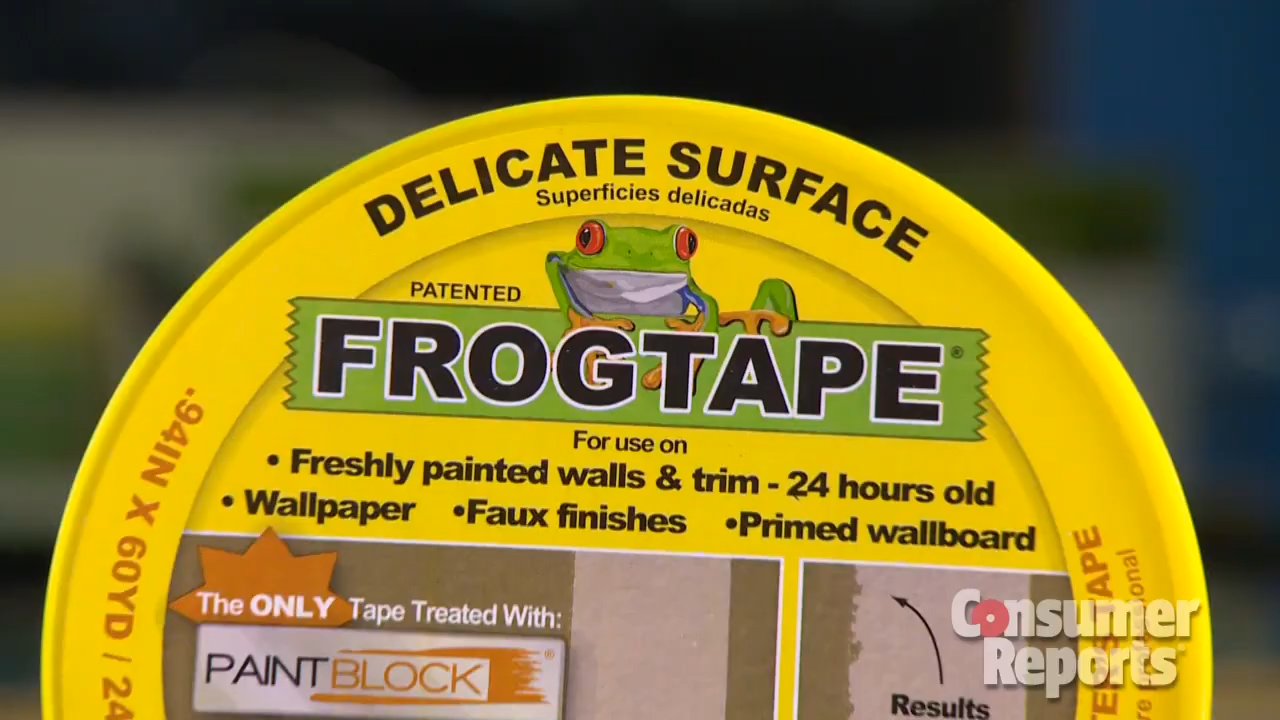 DELICATE SURFACE
Superficies delicadas
PATENTED
FROGTAPE®
For use on
• Freshly painted walls & trim - 24 hours old
• Wallpaper •Faux finishes •Primed wallboard
.94IN X 60YD / 24
The ONLY Tape Treated With:
PAINTBLOCK®
Results
TAPE
Consumer
Reports